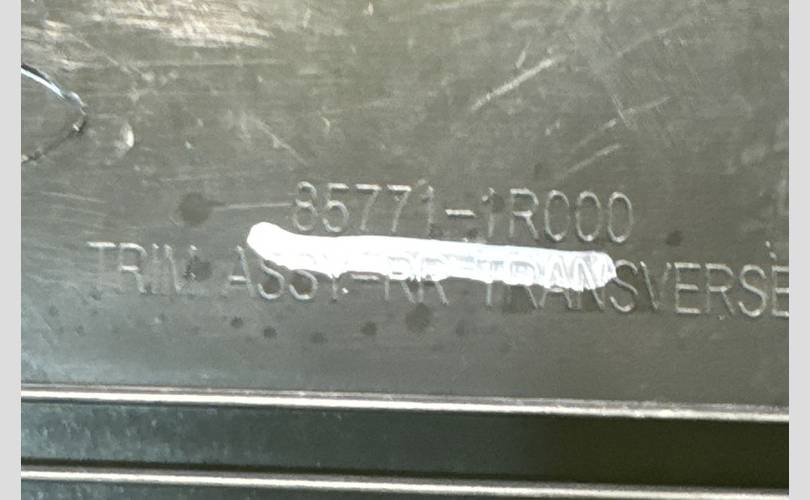 85771-1R000
TRIM ASSY-RR TRANSVERSE